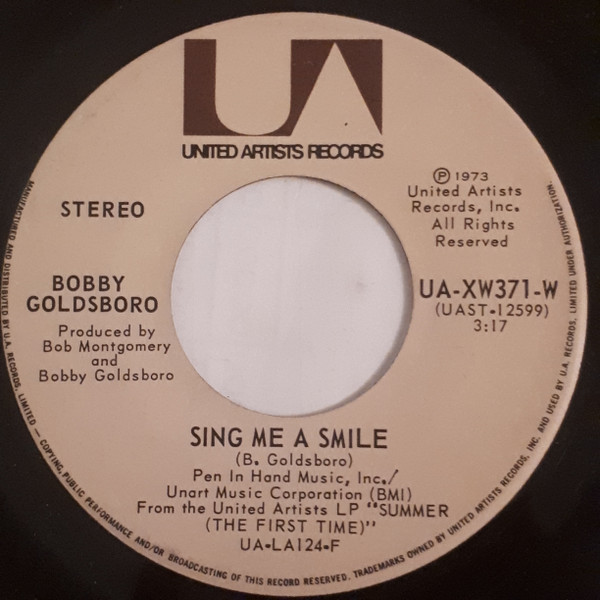 UA
UNITED ARTISTS RECORDS
STEREO
Ⓟ 1973
United Artists
Records, Inc.
All Rights
Reserved
BOBBY
GOLDSBORO
Produced by
Bob Montgomery
and
Bobby Goldsboro
UA-XW371-W
(UAST-12599)
3:17
SING ME A SMILE
(B. Goldsboro)
Pen In Hand Music, Inc./
Unart Music Corporation (BMI)
From the United Artists LP "SUMMER
(THE FIRST TIME)"
UA-LA124-F
MANUFACTURED AND DISTRIBUTED BY U.A. RECORDS, LIMITED — COPYING, PUBLIC PERFORMANCE AND/OR BROADCASTING OF THIS RECORD RESERVED. TRADEMARKS OWNED BY UNITED ARTISTS RECORDS, INC. AND USED BY U.A. RECORDS, LIMITED UNDER AUTHORIZATION.